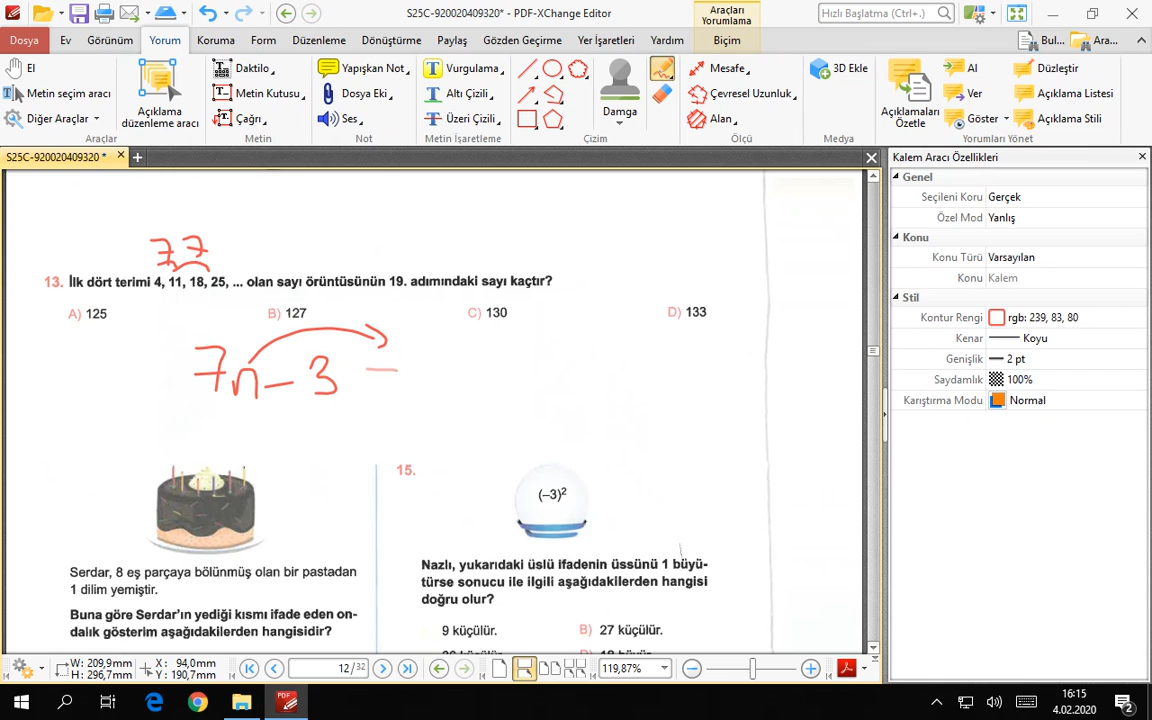 S25C-920020409320* - PDF-XChange Editor
Araçları Yorumlama
Hızlı Başlatma (Ctrl+.)
Dosya Ev Görünüm Yorum Koruma Form Düzenleme Dönüştürme Paylaş Gözden Geçirme Yer İşaretleri Yardım Biçim Bul... Ara...
El
Metin seçim aracı
Diğer Araçlar
Araçlar
Açıklama düzenleme aracı
Daktilo
Metin Kutusu
Çağrı
Metin
Yapışkan Not
Dosya Eki
Ses
Not
Vurgulama
Altı Çizili
Üzeri Çizili
Metin İşaretleme
Çizim
Damga
Mesafe
Çevresel Uzunluk
Alan
Ölçü
3D Ekle
Medya
Açıklamaları Özetle
Al
Ver
Göster
Düzleştir
Açıklama Listesi
Açıklama Stili
Yorumları Yönet
S25C-920020409320 *
7 7
13. İlk dört terimi 4, 11, 18, 25, ... olan sayı örüntüsünün 19. adımındaki sayı kaçtır?
A) 125 B) 127 C) 130 D) 133
7n - 3
Serdar, 8 eş parçaya bölünmüş olan bir pastadan
1 dilim yemiştir.
Buna göre Serdar'ın yediği kısmı ifade eden on-
dalık gösterim aşağıdakilerden hangisidir?
15.
(–3)²
Nazlı, yukarıdaki üslü ifadenin üssünü 1 büyü-
türse sonucu ile ilgili aşağıdakilerden hangisi
doğru olur?
9 küçülür. B) 27 küçülür.
Kalem Aracı Özellikleri
Genel
Seçileni Koru Gerçek
Özel Mod Yanlış
Konu
Konu Türü Varsayılan
Konu Kalem
Stil
Kontur Rengi rgb: 239, 83, 80
Kenar Koyu
Genişlik 2 pt
Saydamlık 100%
Karıştırma Modu Normal
W: 209,9mm
H: 296,7mm
X: 94,0mm
Y: 190,7mm
12 /32
119,87%
16:15
4.02.2020
2